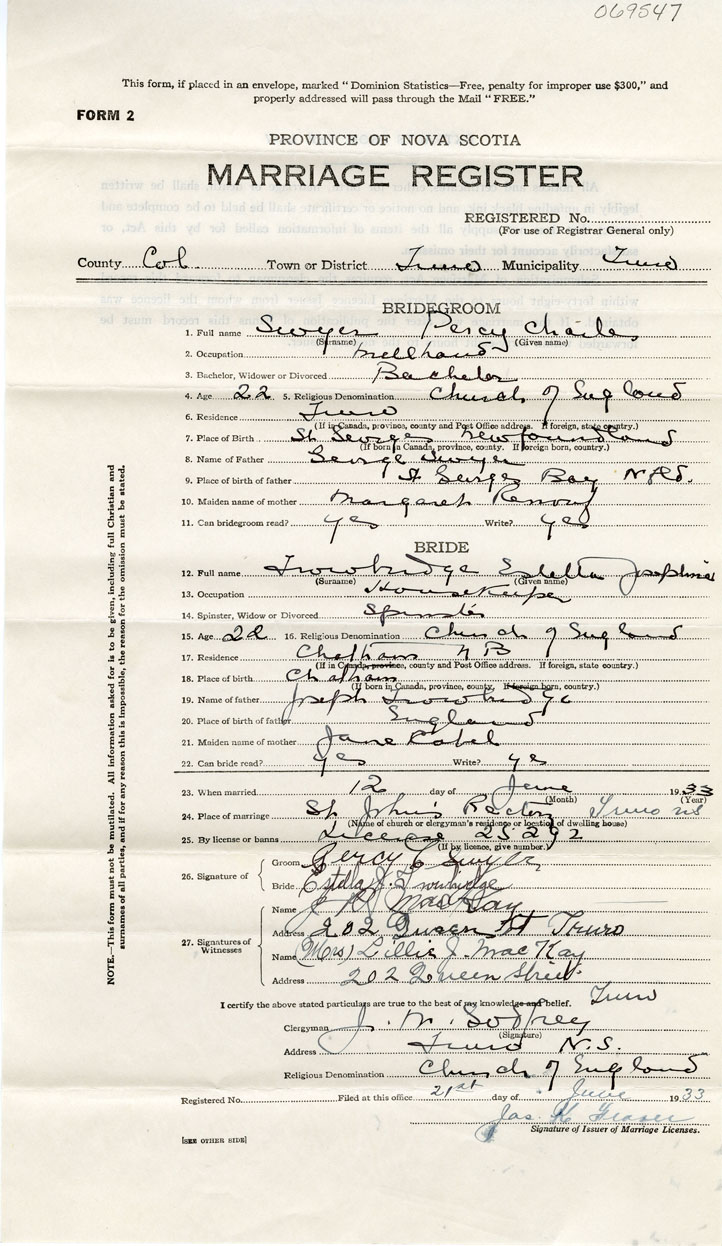 069547
This form, if placed in an envelope, marked "Dominion Statistics—Free, penalty for improper use $300," and
properly addressed will pass through the Mail "FREE."
FORM 2
PROVINCE OF NOVA SCOTIA
MARRIAGE REGISTER
REGISTERED No.
(For use of Registrar General only)
County Col. Town or District Truro Municipality Truro
BRIDEGROOM
1. Full name Swyer Percy Charles
(Surname) (Given name)
2. Occupation Millhand
3. Bachelor, Widower or Divorced Bachelor
4. Age 22 5. Religious Denomination Church of England
6. Residence Truro
(If in Canada, province, county and Post Office address. If foreign, state country.)
7. Place of Birth St Georges Newfoundland
(If born in Canada, province, county. If foreign born, country.)
8. Name of Father George Swyer
9. Place of birth of father St Georges Bay Nfld.
10. Maiden name of mother Margaret Renouf
11. Can bridegroom read? yes Write? yes
BRIDE
12. Full name Trowbridge Estella Josephine
(Surname) (Given name)
13. Occupation Housekeeper
14. Spinster, Widow or Divorced Spinster
15. Age 22 16. Religious Denomination Church of England
17. Residence Chatham N B
(If in Canada, province, county and Post Office address. If foreign, state country.)
18. Place of birth Chatham
(If born in Canada, province, county, If foreign born, country.)
19. Name of father Joseph Trowbridge
20. Place of birth of father England
21. Maiden name of mother Jane
22. Can bride read? yes Write? yes
23. When married 12 day of June 1933
(Month) (Year)
24. Place of marriage St John's Rectory Truro NS
(Name of church or clergyman's residence or location of dwelling house)
25. By license or banns License 25292
(If by licence, give number.)
26. Signature of
Groom Percy C Swyer
Bride Estella J. Trowbridge
27. Signatures of Witnesses
Name MacKay
Address 202 Queen St Truro
Name (Mrs) Lillie J. MacKay
Address 202 Queen Street
Truro
I certify the above stated particulars are true to the best of my knowledge and belief.
Clergyman J. M. Godfrey
(Signature)
Address Truro N.S.
Religious Denomination Church of England
Registered No. Filed at this office 21st day of June 1933
Jas. K.
Signature of Issuer of Marriage Licenses.
[SEE OTHER SIDE]
NOTE.—This form must not be mutilated. All information asked for is to be given, including full Christian and
surnames of all parties, and if for any reason this is impossible, the reason for the omission must be stated.